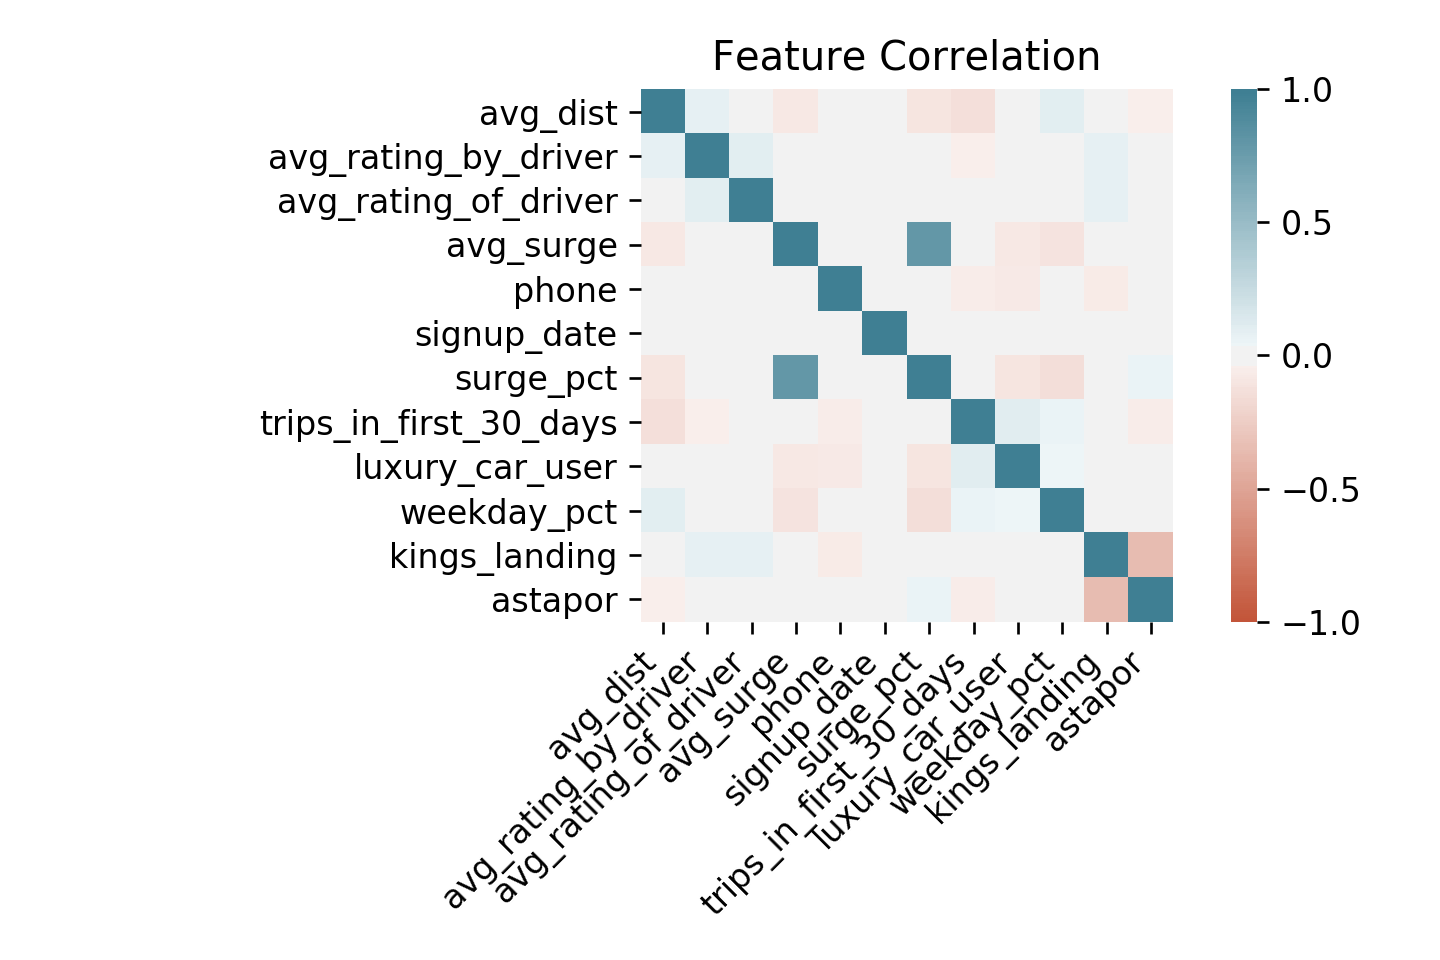 Feature Correlation
avg_dist
avg_rating_by_driver
avg_rating_of_driver
avg_surge
phone
signup_date
surge_pct
trips_in_first_30_days
luxury_car_user
weekday_pct
kings_landing
astapor
1.0
0.5
0.0
−0.5
−1.0
avg_dist
avg_rating_by_driver
avg_rating_of_driver
avg_surge
phone
signup_date
surge_pct
trips_in_first_30_days
luxury_car_user
weekday_pct
kings_landing
astapor